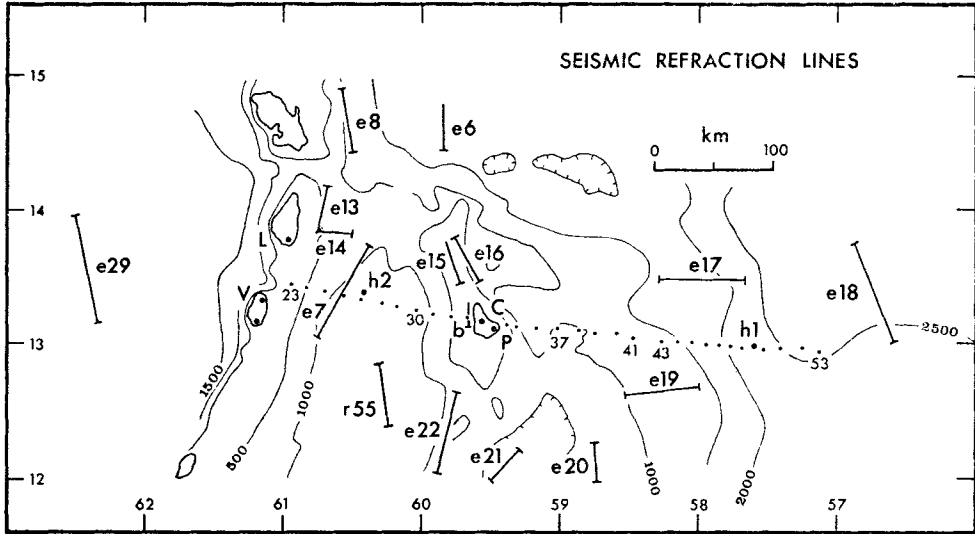 SEISMIC REFRACTION LINES
15
e8
e6
km
0 100
14
e13
L
e14
e15
e16
e29
e17
e18
V
23
e7
h2
30
b1
C
P
37
41
43
h1
53
2500
13
1500
1000
r55
e19
500
e22
e21
e20
1000
2000
12
62 61 60 59 58 57